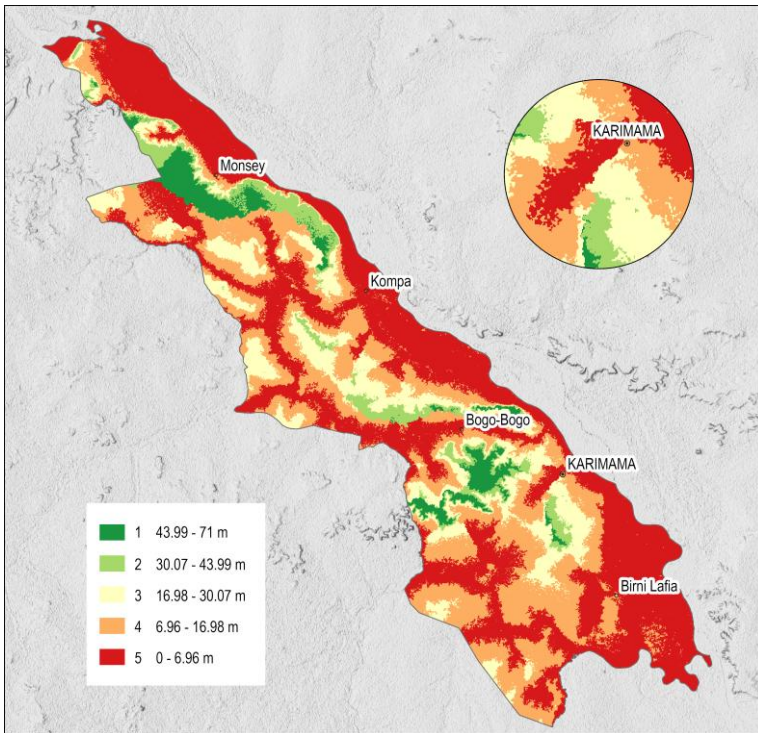 KARIMAMA
Monsey
Kompa
Bogo-Bogo
KARIMAMA
Birni Lafia
1 43.99 - 71 m
2 30.07 - 43.99 m
3 16.98 - 30.07 m
4 6.96 - 16.98 m
5 0 - 6.96 m